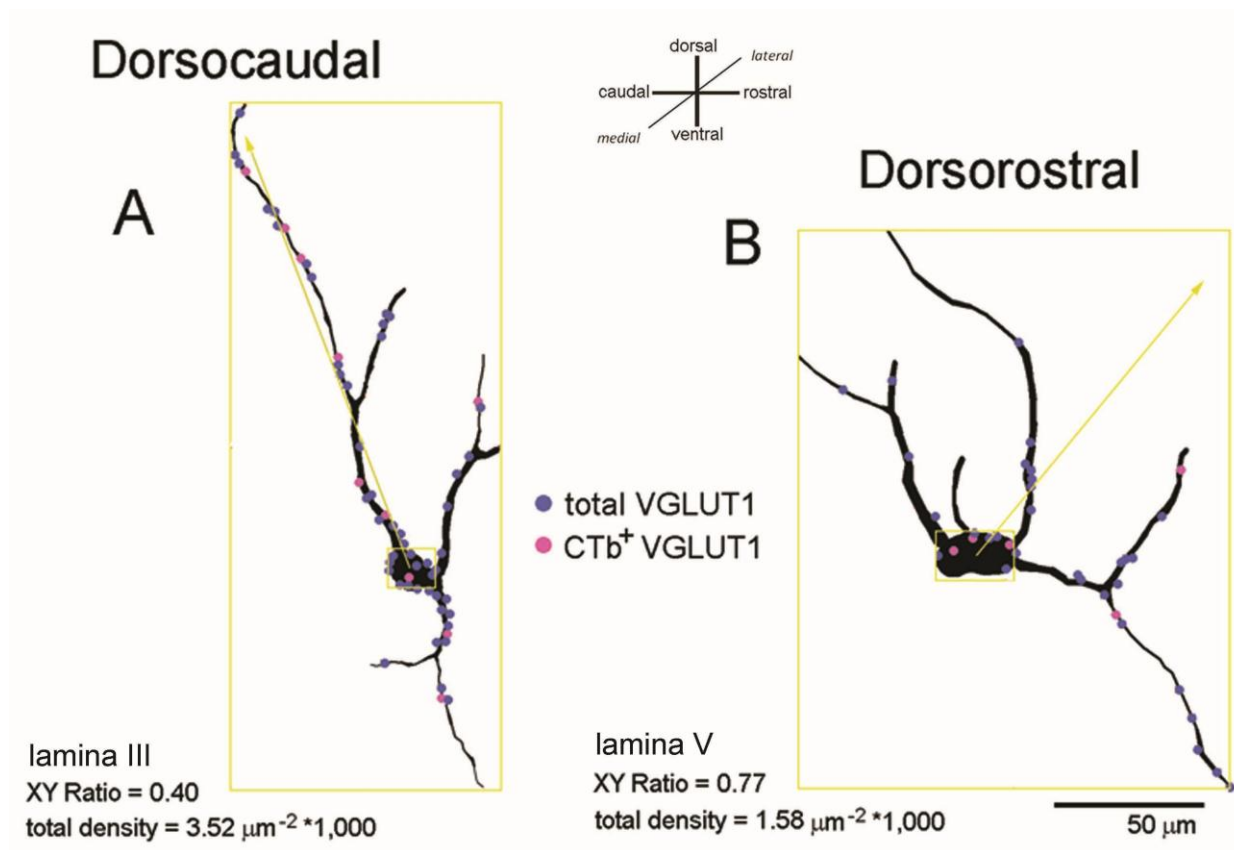 Dorsocaudal
dorsal
lateral
caudal rostral
medial
ventral
Dorsorostral
A
B
total VGLUT1
CTb⁺ VGLUT1
lamina III
XY Ratio = 0.40
total density = 3.52 µm⁻² *1,000
lamina V
XY Ratio = 0.77
total density = 1.58 µm⁻² *1,000
50 µm